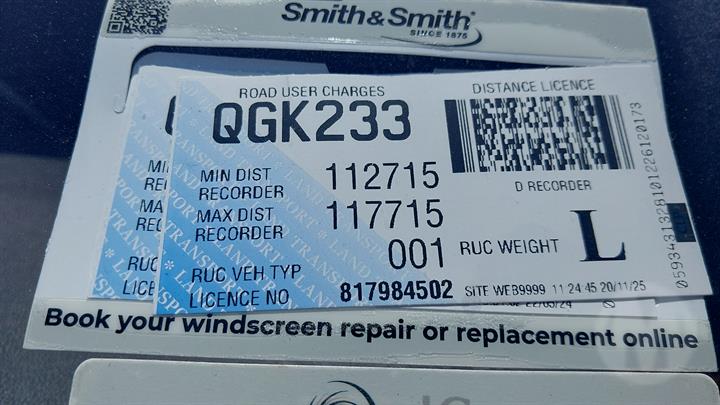 Smith&Smith
SINCE 1875
ROAD USER CHARGES
DISTANCE LICENCE
QGK233
MIN DIST RECORDER 112715
D RECORDER
MAX DIST RECORDER 117715
RUC VEH TYP 001
RUC WEIGHT L
LICENCE NO 817984502
SITE WEB9999 11 24 45 20/11/25
Book your windscreen repair or replacement online